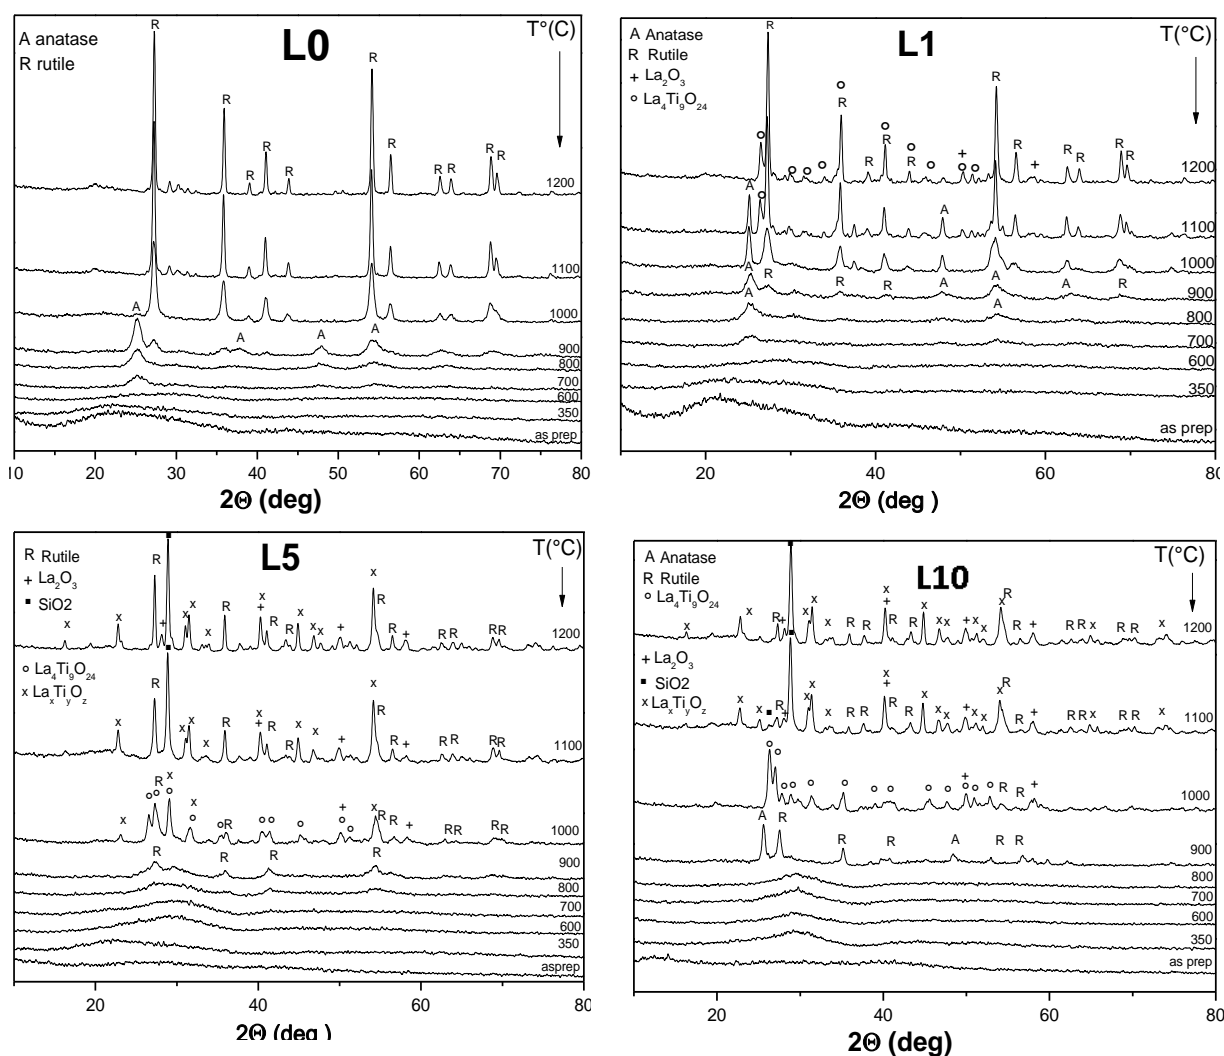 L0
T°(C)
A anatase
R rutile
R
R
R
R
R
R
R
R
R
R
R
1200
1100
1000
A
A
A
A
900
800
700
600
350
as prep
10 20 30 40 50 60 70 80
2Θ (deg)
L1
T(°C)
A Anatase
R Rutile
+ La2O3
o La4Ti9O24
R
o
R
o
R
R
o
R
o
o
o
o
o
+
o
o
R
R
+
R
R
R
R
1200
A
o
A
1100
1000
A
R
R
R
A
A
A
R
900
A
A
800
700
600
350
as prep
20 40 60 80
2Θ (deg )
L5
T(°C)
R Rutile
+ La2O3
■ SiO2
x
x
R
+
■
x
x
x
R
x
+
R
R
x
x
x
+
x
R
R
+
R R
R R
1200
o La4Ti9O24
x LaxTiyOz
x
R
■
x
x
x
R
x
+
R
R
x
x
+
x
R
+
R R
R R
1100
x
o
R
o
x
o
x
o
o R
o o
o
+
o
o
x
R
R
+
R R
R R
1000
R
R
R
R
900
800
700
600
350
asprep
20 40 60 80
2Θ (deg )
L10
T(°C)
A Anatase
R Rutile
o La4Ti9O24
x
x
R
+
■
x x
x
R
R
x
+
R
R
x
x
x
+
x
x
x
R
R
+
R R x
R R
x
1200
+ La2O3
■ SiO2
x LaxTiyOz
x
x
■
R
+
■
x x
x
R R
x
+
R
R
x
x
x
+
x
x
x
R
R
+
R R x
R R
x
1100
o
o
o
o
o
o
o
o
o
o
+
o
o
o
R
R
+
1000
A
R
R
R
A
R R
900
800
700
600
350
as prep
20 40 60 80
2Θ (deg)